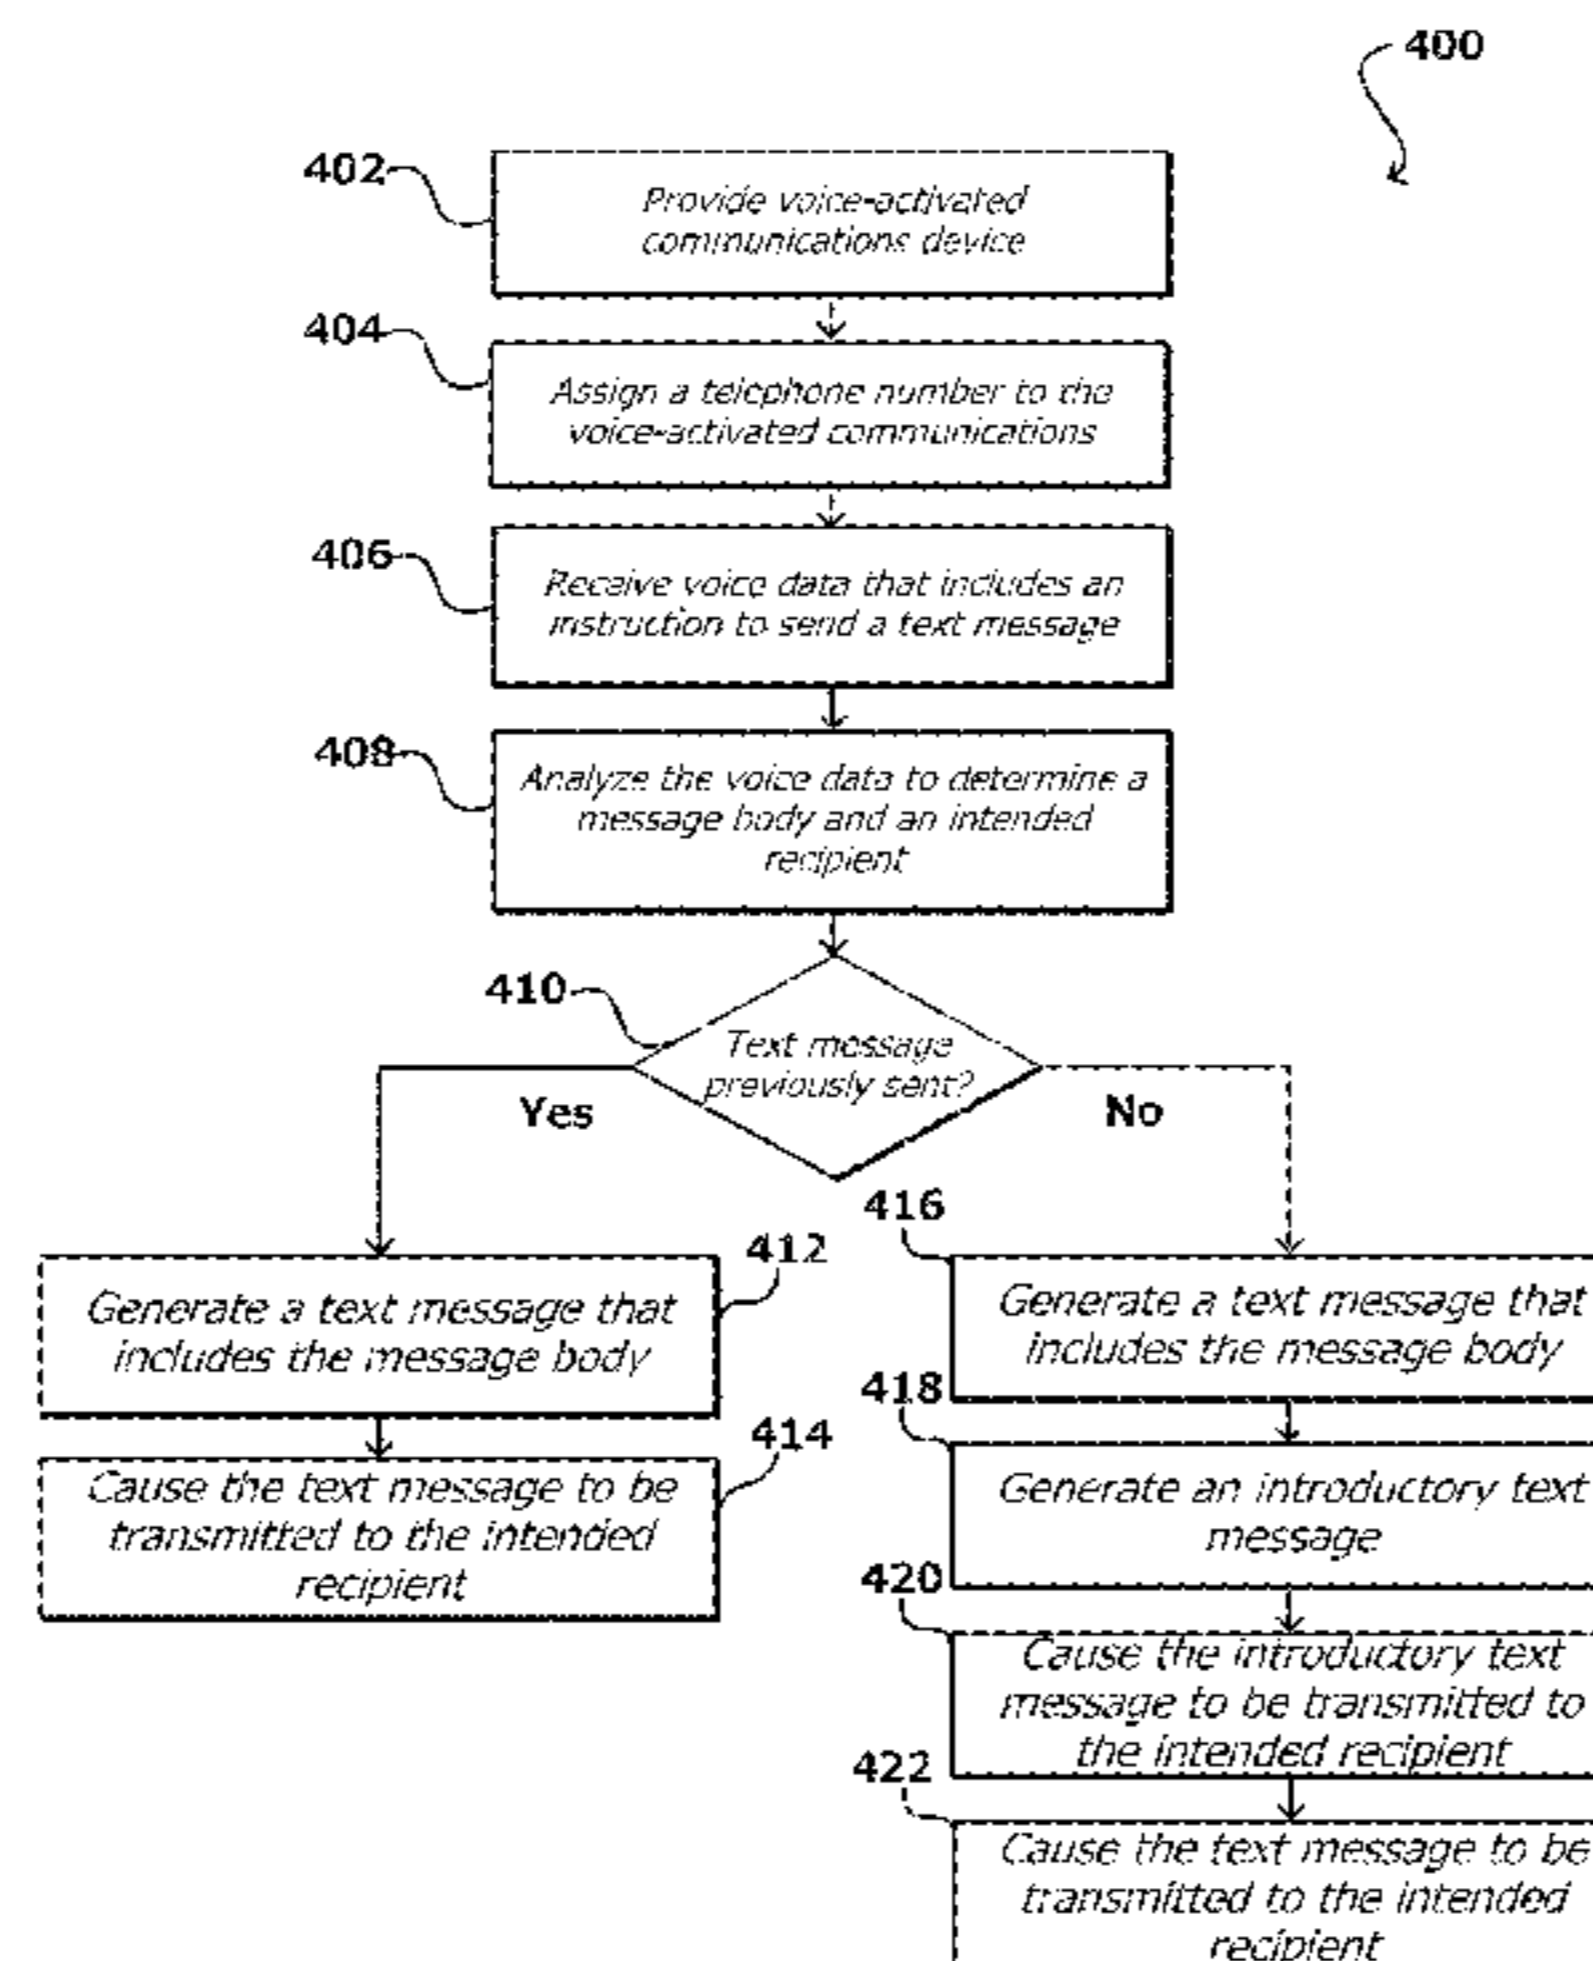 400
402
Provide voice-activated
communications device
404
Assign a telephone number to the
voice-activated communications
406
Receive voice data that includes an
instruction to send a text message
408
Analyze the voice data to determine a
message body and an intended
recipient
410
Text message
previously sent?
Yes
No
412
Generate a text message that
includes the message body
414
Cause the text message to be
transmitted to the intended
recipient
416
Generate a text message that
includes the message body
418
Generate an introductory text
message
420
Cause the introductory text
message to be transmitted to
the intended recipient
422
Cause the text message to be
transmitted to the intended
recipient